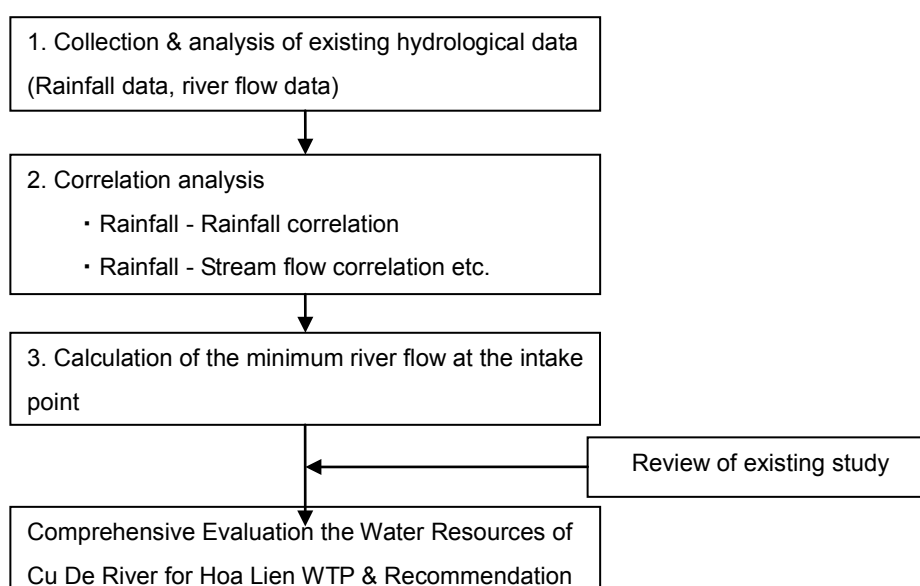 1. Collection & analysis of existing hydrological data
(Rainfall data, river flow data)
2. Correlation analysis
・Rainfall - Rainfall correlation
・Rainfall - Stream flow correlation etc.
3. Calculation of the minimum river flow at the intake
point
Review of existing study
Comprehensive Evaluation the Water Resources of
Cu De River for Hoa Lien WTP & Recommendation